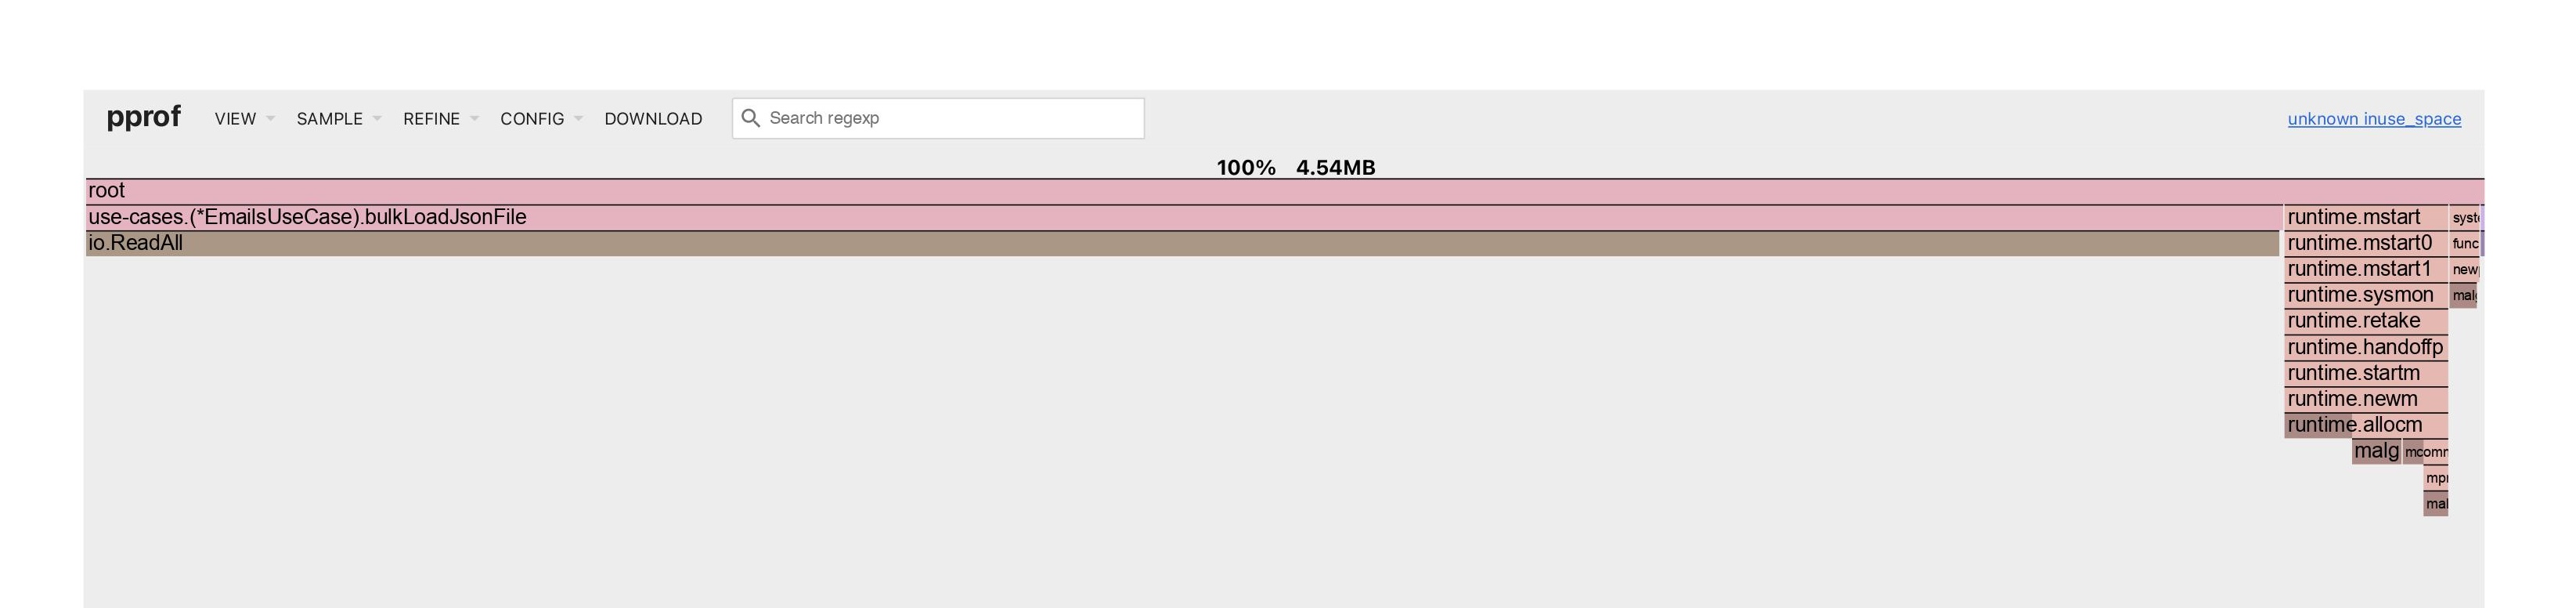 pprof VIEW SAMPLE REFINE CONFIG DOWNLOAD Search regexp unknown inuse_space
100% 4.54MB
root
use-cases.(*EmailsUseCase).bulkLoadJsonFile runtime.mstart syst
io.ReadAll runtime.mstart0 func
runtime.mstart1 new
runtime.sysmon mal
runtime.retake
runtime.handoffp
runtime.startm
runtime.newm
runtime.allocm
malg mcomm
mp
mal